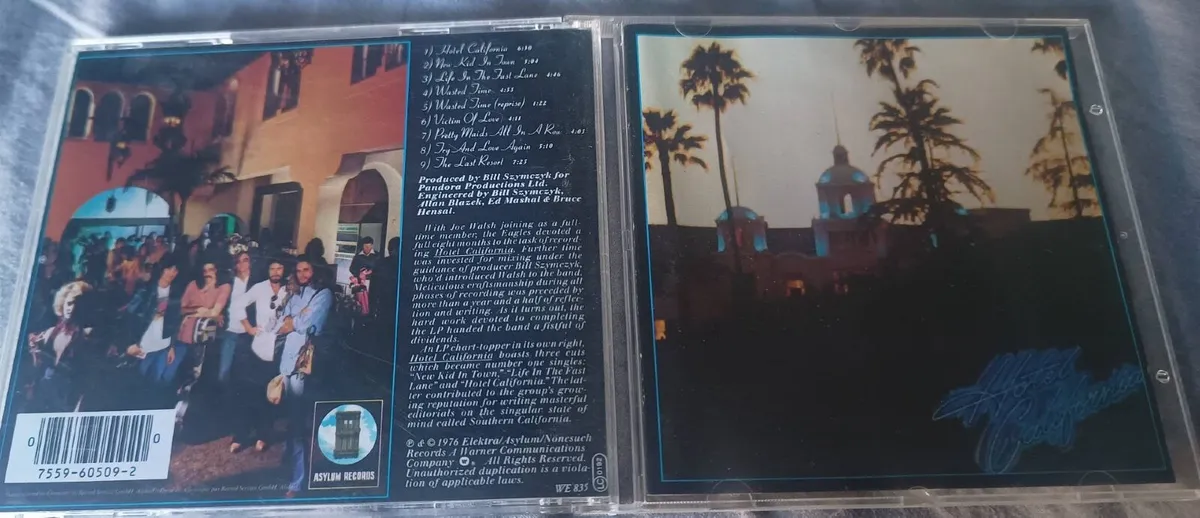 1) Hotel California 6:30
2) New Kid In Town 5:04
3) Life In The Fast Lane 4:46
4) Wasted Time 4:55
5) Wasted Time (reprise) 1:22
6) Victim Of Love 4:11
7) Pretty Maids All In A Row 4:05
8) Try And Love Again 5:10
9) The Last Resort 7:25
Produced by Bill Szymczyk for
Pandora Productions Ltd.
Engineered by Bill Szymczyk,
Allan Blazek, Ed Mashal & Bruce
Hensal.
With Joe Walsh joining as a full-
time member, the Eagles devoted a
full eight months to the task of record-
ing Hotel California. Further time
was invested for mixing under the
guidance of producer Bill Szymczyk,
who'd introduced Walsh to the band.
Meticulous craftsmanship during all
phases of recording was preceded by
more than a year and a half of reflec-
tion and writing. As it turns out, the
hard work devoted to completing
the LP handed the band a fistful of
dividends.
An LP chart-topper in its own right,
Hotel California boasts three cuts
which became number one singles:
"New Kid In Town," "Life In The Fast
Lane" and "Hotel California." The lat-
ter contributed to the group's grow-
ing reputation for writing masterful
editorials on the singular state of
mind called Southern California.
℗ & © 1976 Elektra/Asylum/Nonesuch
Records A Warner Communications
Company. All Rights Reserved.
Unauthorized duplication is a viola-
tion of applicable laws.
WE 835
0 0
7559-60509-2
ASYLUM RECORDS
Hotel California
Eagles